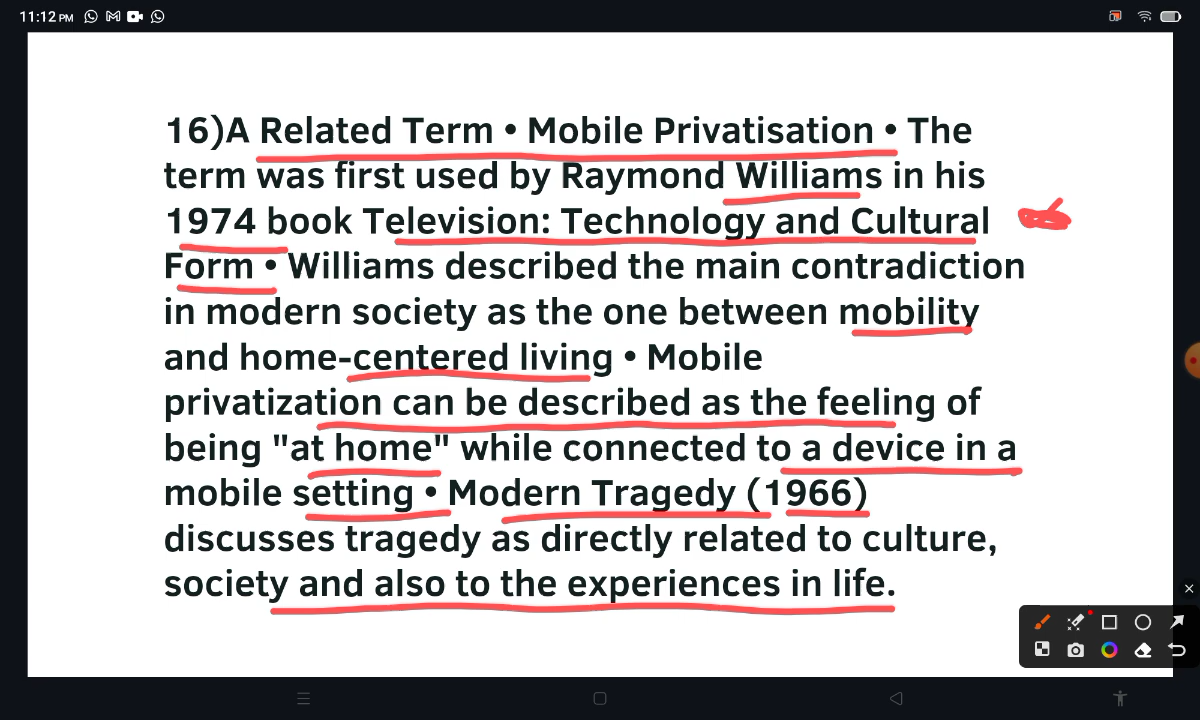 11:12 PM
16)A Related Term • Mobile Privatisation • The
term was first used by Raymond Williams in his
1974 book Television: Technology and Cultural
Form • Williams described the main contradiction
in modern society as the one between mobility
and home-centered living • Mobile
privatization can be described as the feeling of
being "at home" while connected to a device in a
mobile setting • Modern Tragedy (1966)
discusses tragedy as directly related to culture,
society and also to the experiences in life.